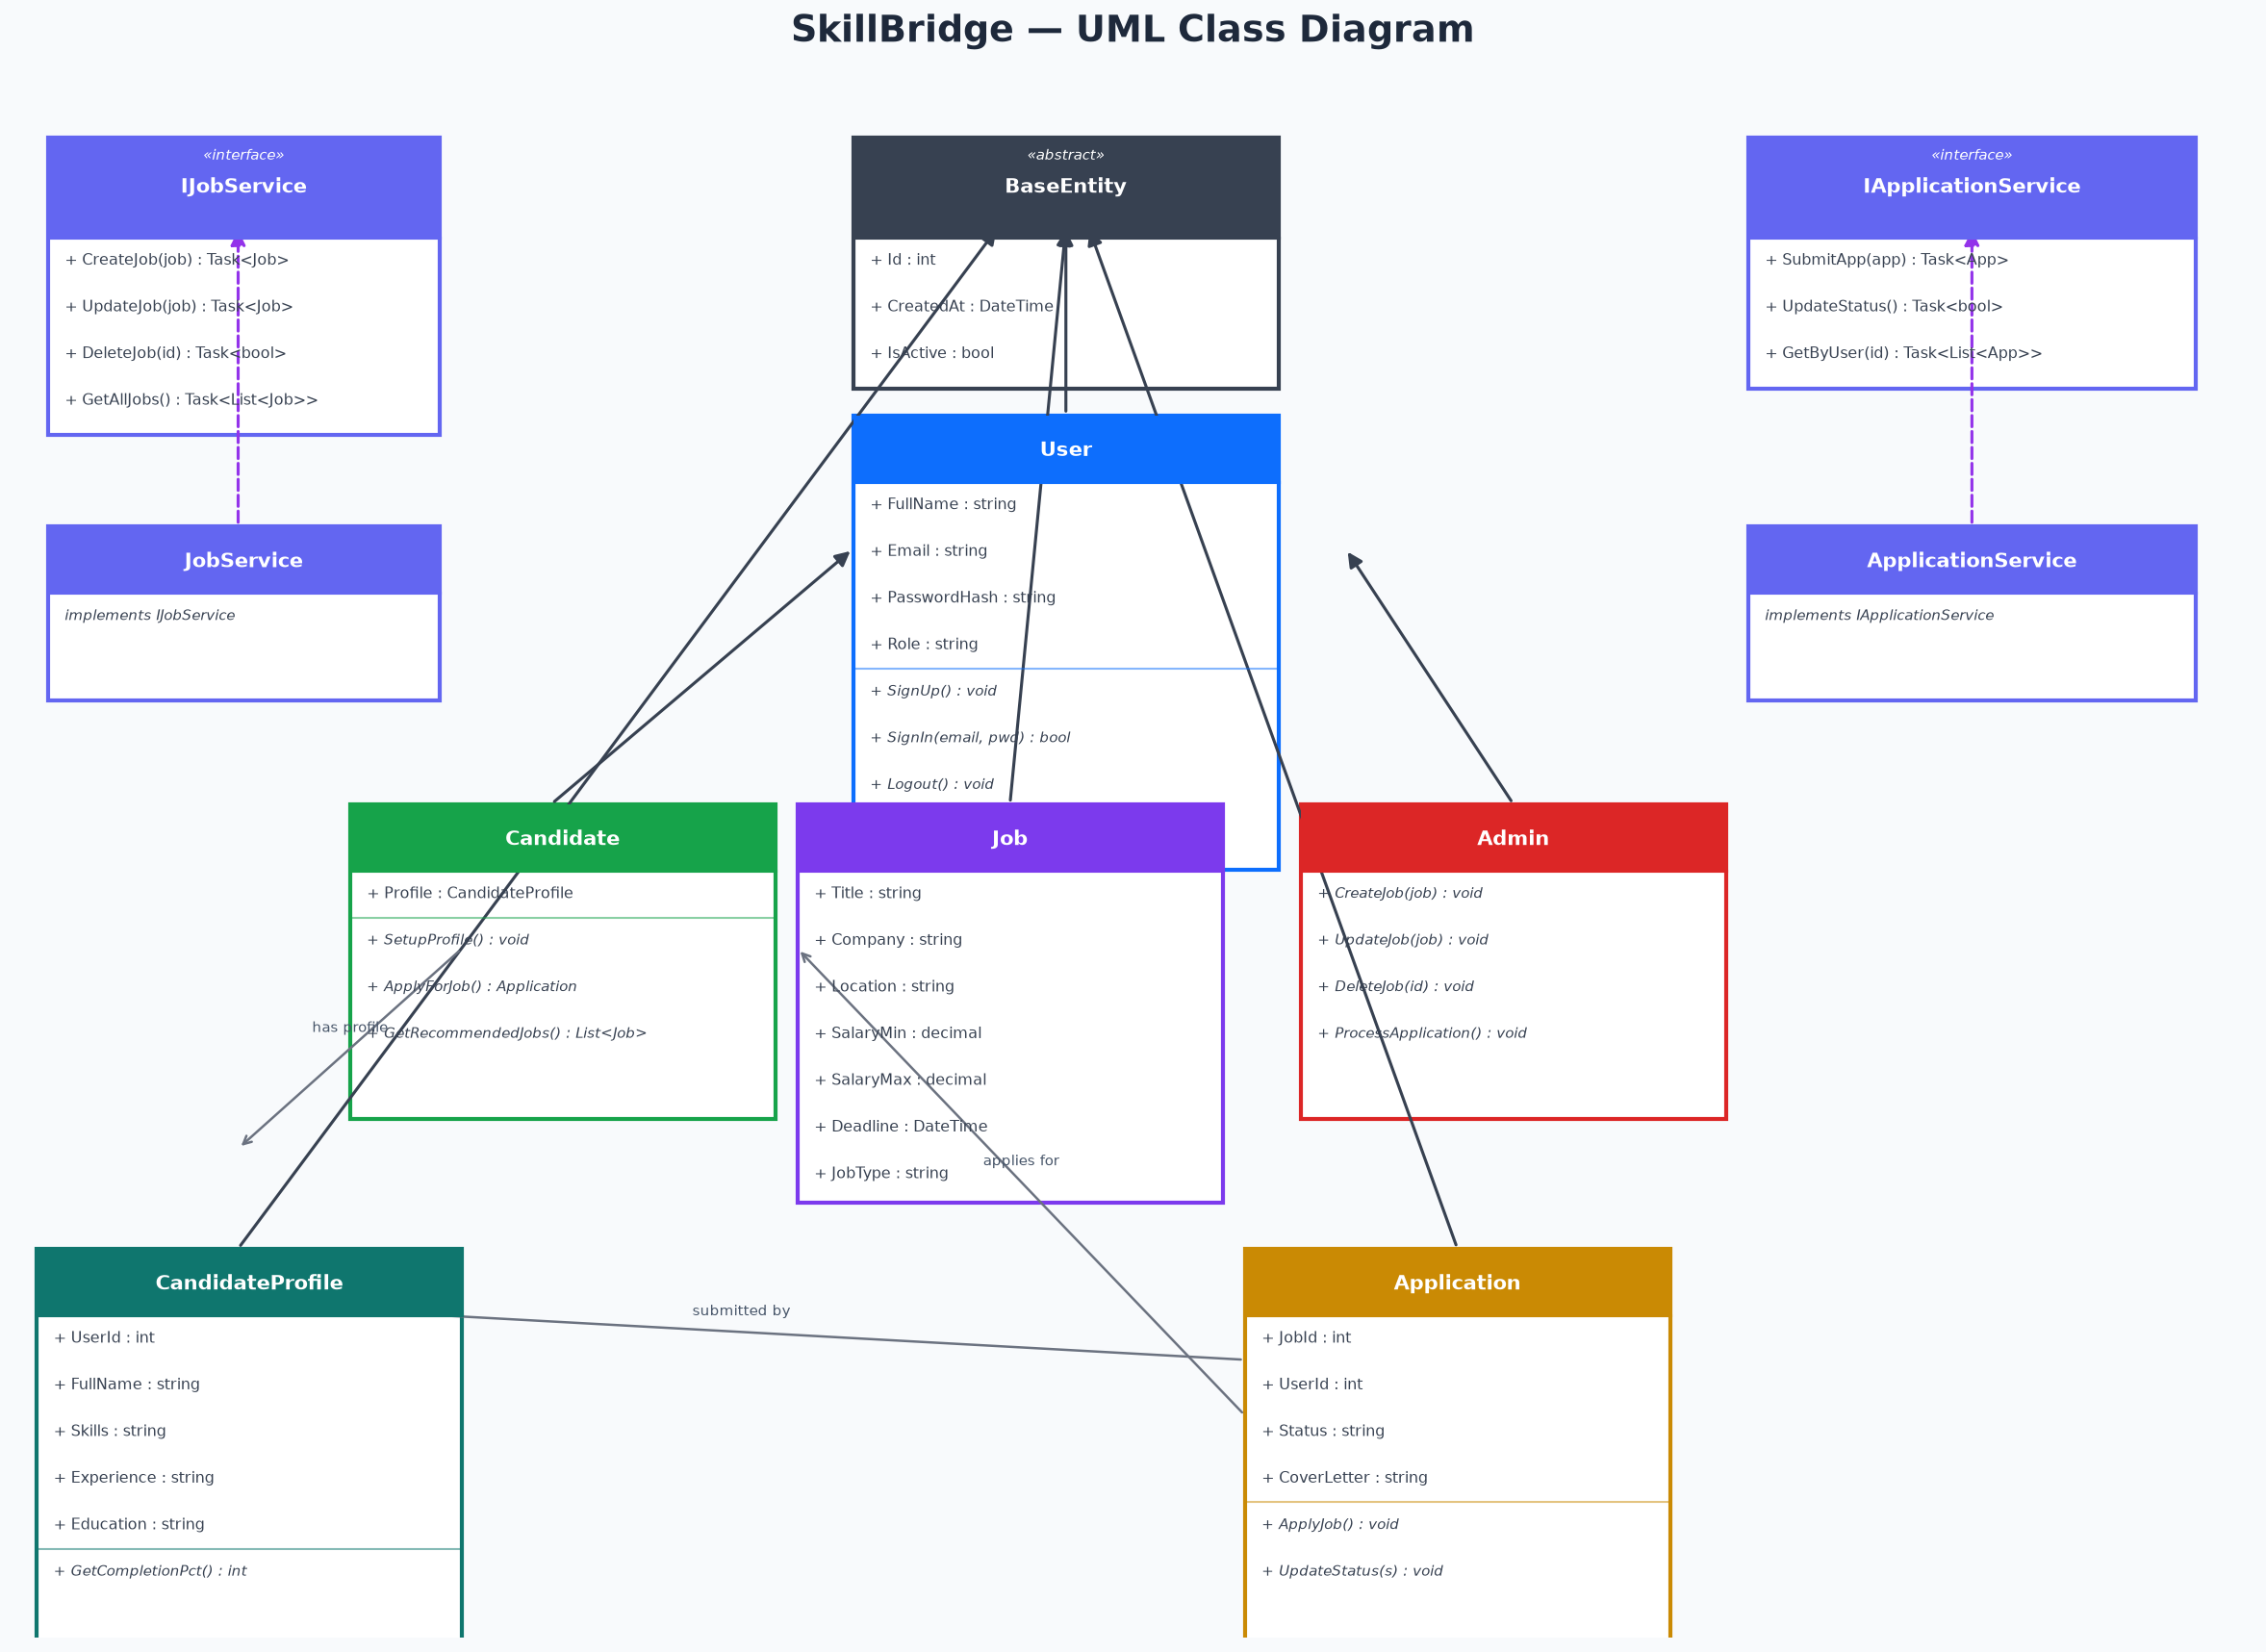 SkillBridge — UML Class Diagram
«interface»
IJobService
+ CreateJob(job) : Task<Job>
+ UpdateJob(job) : Task<Job>
+ DeleteJob(id) : Task<bool>
+ GetAllJobs() : Task<List<Job>>
«abstract»
BaseEntity
+ Id : int
+ CreatedAt : DateTime
+ IsActive : bool
«interface»
IApplicationService
+ SubmitApp(app) : Task<App>
+ UpdateStatus() : Task<bool>
+ GetByUser(id) : Task<List<App>>
JobService
implements IJobService
User
+ FullName : string
+ Email : string
+ PasswordHash : string
+ Role : string
+ SignUp() : void
+ SignIn(email, pwd) : bool
+ Logout() : void
ApplicationService
implements IApplicationService
Candidate
+ Profile : CandidateProfile
+ SetupProfile() : void
+ ApplyForJob() : Application
+ GetRecommendedJobs() : List<Job>
has profile
Job
+ Title : string
+ Company : string
+ Location : string
+ SalaryMin : decimal
+ SalaryMax : decimal
+ Deadline : DateTime
+ JobType : string
applies for
Admin
+ CreateJob(job) : void
+ UpdateJob(job) : void
+ DeleteJob(id) : void
+ ProcessApplication() : void
CandidateProfile
+ UserId : int
+ FullName : string
+ Skills : string
+ Experience : string
+ Education : string
+ GetCompletionPct() : int
submitted by
Application
+ JobId : int
+ UserId : int
+ Status : string
+ CoverLetter : string
+ ApplyJob() : void
+ UpdateStatus(s) : void